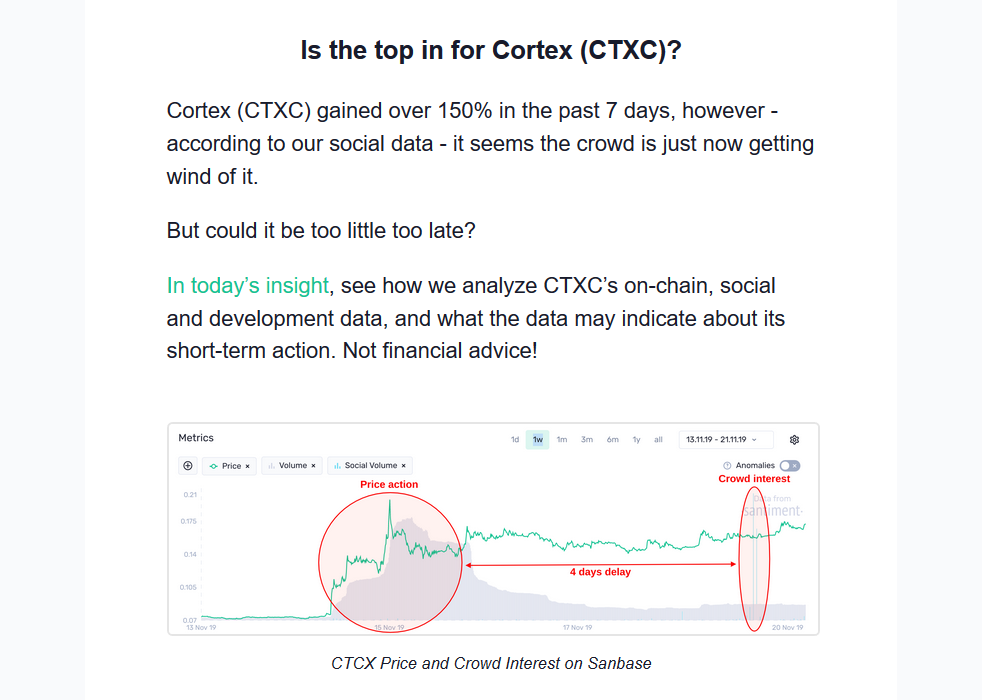 Is the top in for Cortex (CTXC)?
Cortex (CTXC) gained over 150% in the past 7 days, however -
according to our social data - it seems the crowd is just now getting
wind of it.
But could it be too little too late?
In today’s insight, see how we analyze CTXC’s on-chain, social
and development data, and what the data may indicate about its
short-term action. Not financial advice!
Metrics
1d 1w 1m 3m 6m 1y all 13.11.19 - 21.11.19
Price × Volume × Social Volume × Anomalies
Price action Crowd interest
0.21
Data from
santiment·
0.175
0.14
4 days delay
0.105
0.07
13 Nov 19 15 Nov 19 17 Nov 19 20 Nov 19
CTCX Price and Crowd Interest on Sanbase